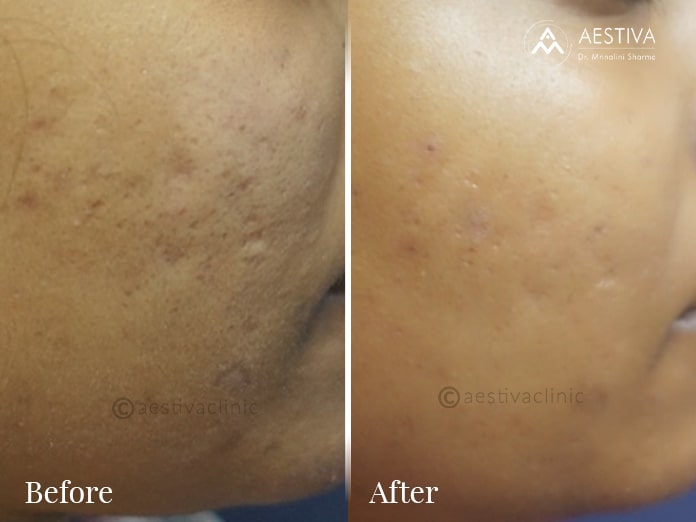 AESTIVA
Dr. Mrinalini Sharma
©aestivaclinic
©aestivaclinic
Before
After